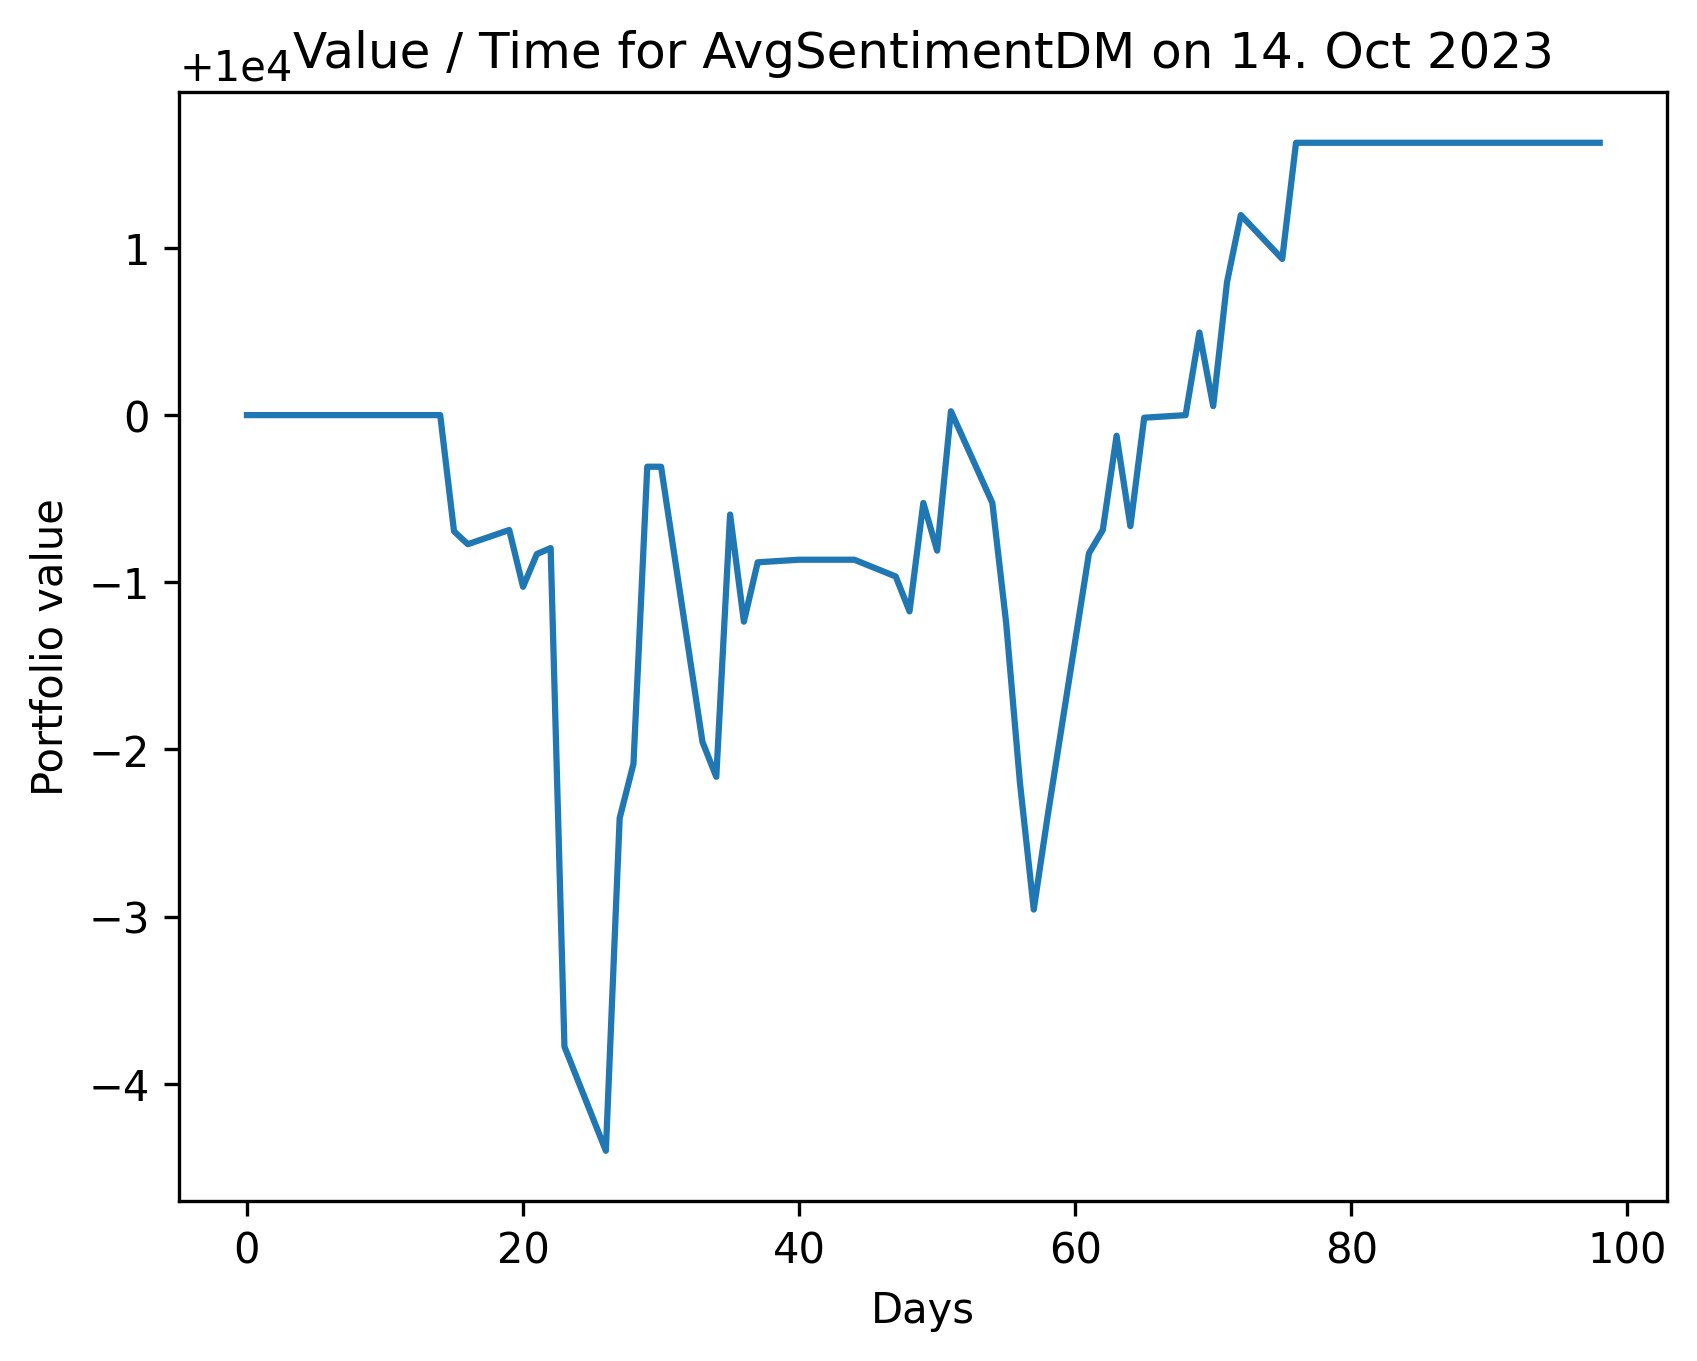 Value / Time for AvgSentimentDM on 14. Oct 2023
+1e4
1
0
−1
−2
−3
−4
Portfolio value
0 20 40 60 80 100
Days